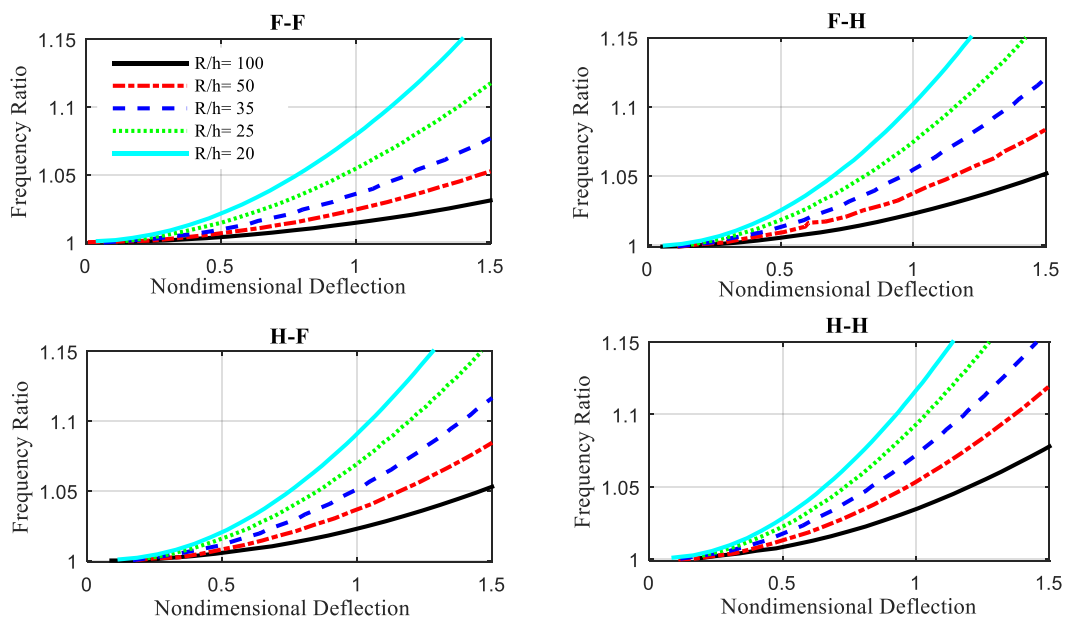 F-F
1.15
1.1
1.05
1
Frequency Ratio
R/h= 100
R/h= 50
R/h= 35
R/h= 25
R/h= 20
0 0.5 1 1.5
Nondimensional Deflection
F-H
1.15
1.1
1.05
1
Frequency Ratio
0 0.5 1 1.5
Nondimensional Deflection
H-F
1.15
1.1
1.05
1
Frequency Ratio
0 0.5 1 1.5
Nondimensional Deflection
H-H
1.15
1.1
1.05
1
Frequency Ratio
0 0.5 1 1.5
Nondimensional Deflection